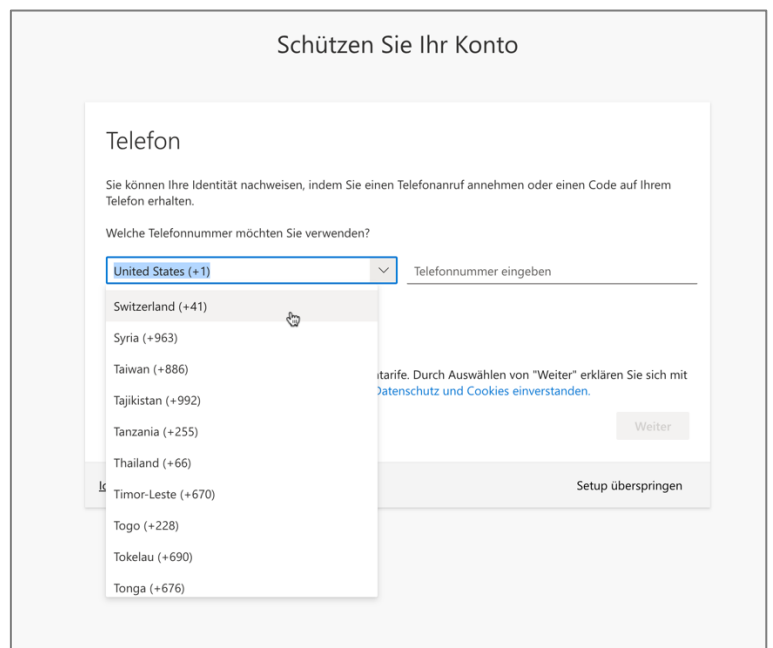 Schützen Sie Ihr Konto
Telefon
Sie können Ihre Identität nachweisen, indem Sie einen Telefonanruf annehmen oder einen Code auf Ihrem
Telefon erhalten.
Welche Telefonnummer möchten Sie verwenden?
United States (+1)
Telefonnummer eingeben
Switzerland (+41)
Syria (+963)
Taiwan (+886)
Tajikistan (+992)
Tanzania (+255)
Thailand (+66)
Timor-Leste (+670)
Togo (+228)
Tokelau (+690)
Tonga (+676)
. Durch Auswählen von "Weiter" erklären Sie sich mit
Datenschutz und Cookies einverstanden.
Weiter
Setup überspringen